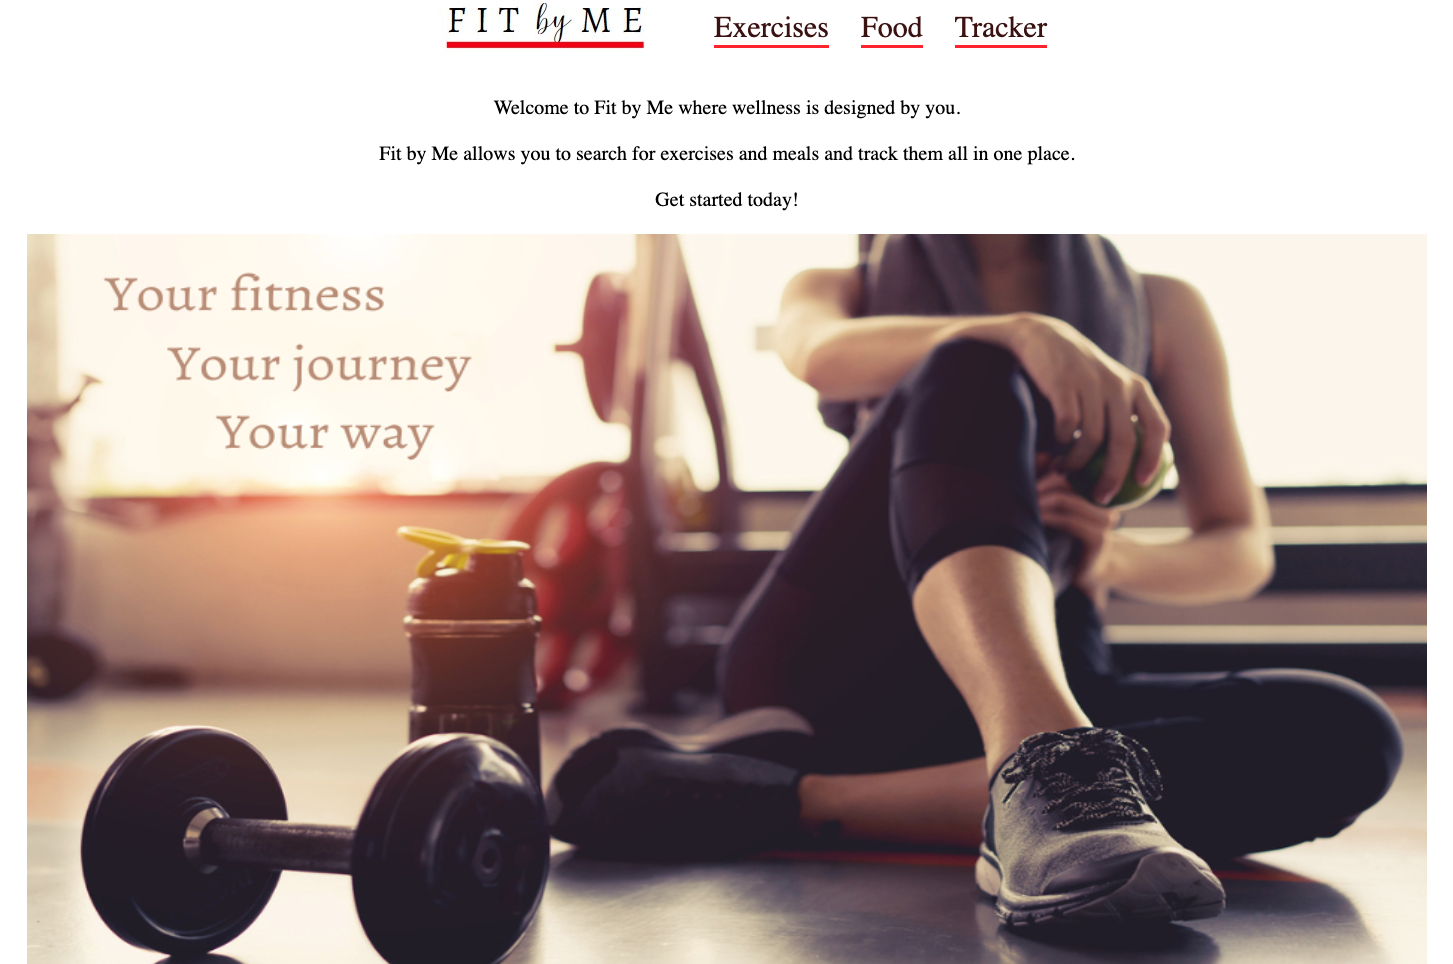 FIT by ME
Exercises Food Tracker
Welcome to Fit by Me where wellness is designed by you.
Fit by Me allows you to search for exercises and meals and track them all in one place.
Get started today!
Your fitness
Your journey
Your way